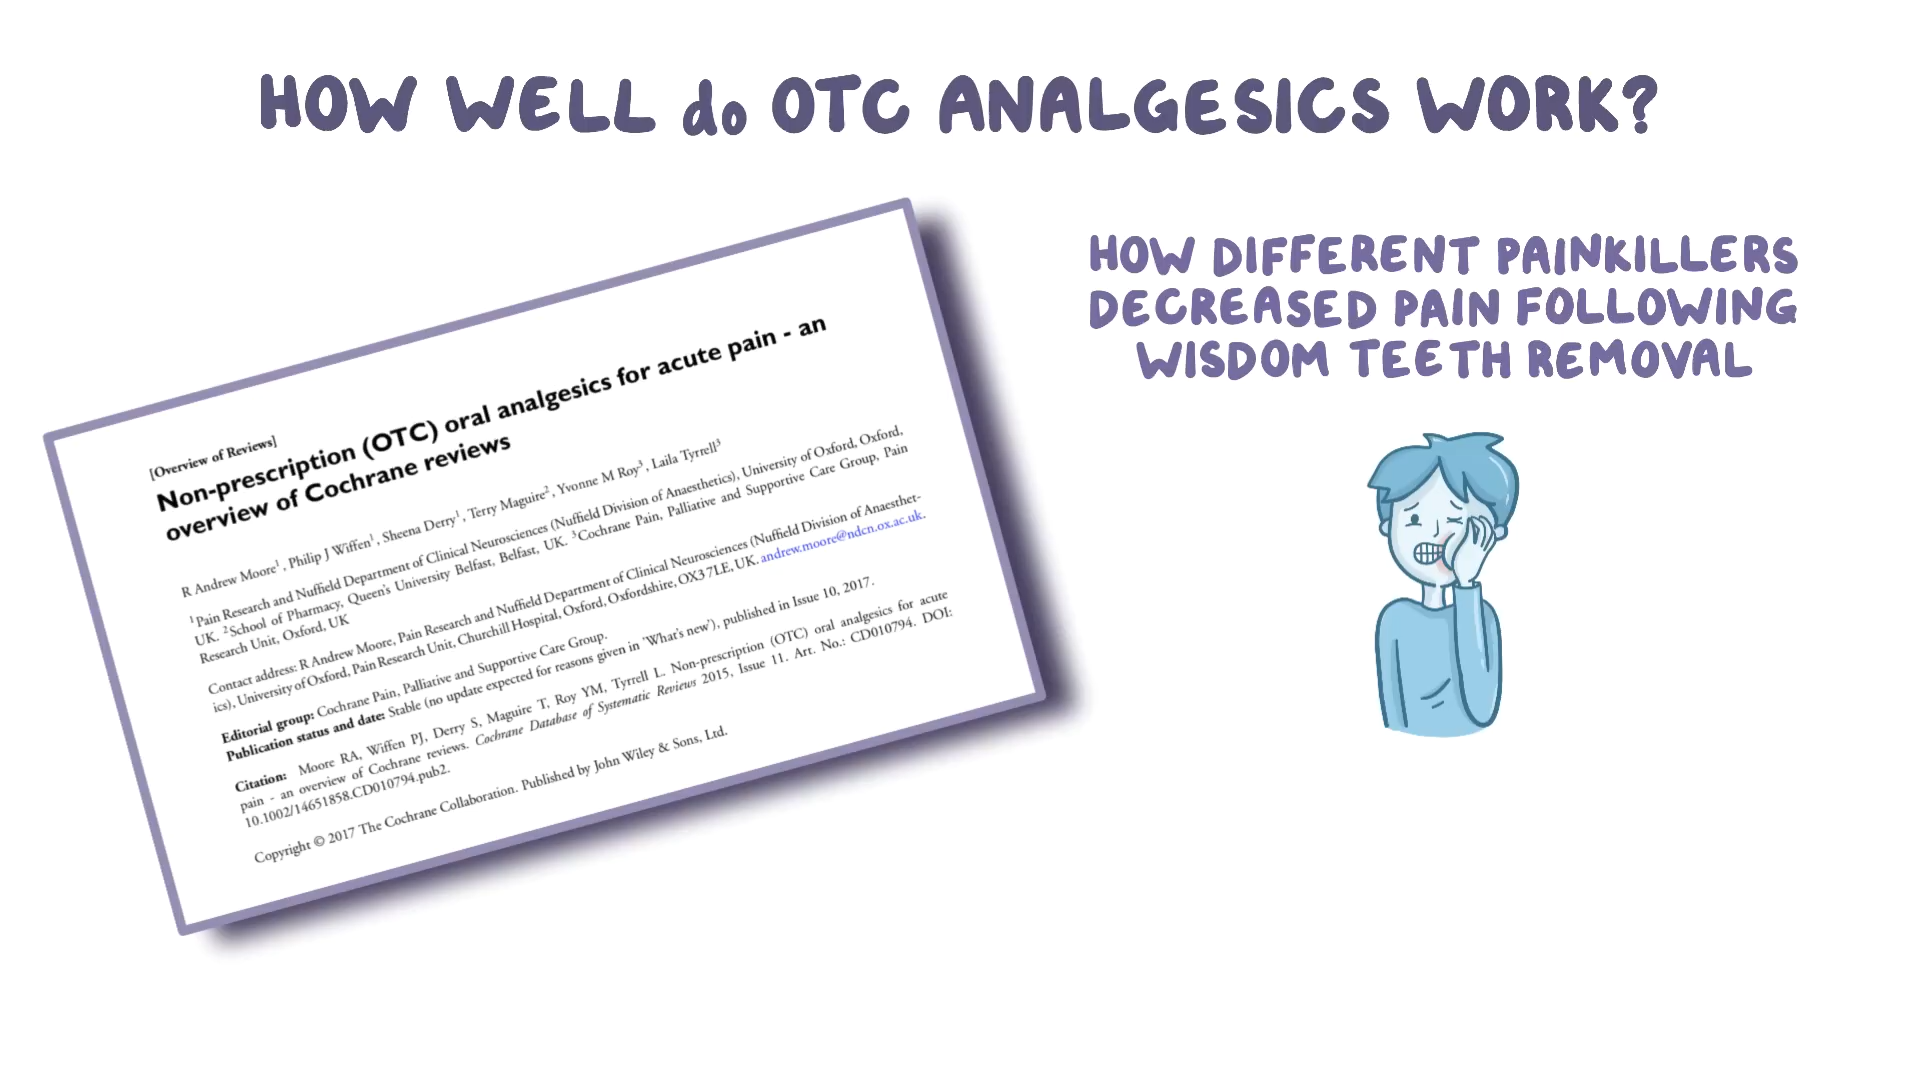 HOW WELL do OTC ANALGESICS WORK?
[Overview of Reviews]
Non-prescription (OTC) oral analgesics for acute pain - an
overview of Cochrane reviews
R Andrew Moore1, Philip J Wiffen1, Sheena Derry1, Terry Maguire2, Yvonne M Roy3, Laila Tyrrell3
1Pain Research and Nuffield Department of Clinical Neurosciences (Nuffield Division of Anaesthetics), University of Oxford, Oxford,
UK. 2School of Pharmacy, Queen's University Belfast, Belfast, UK. 3Cochrane Pain, Palliative and Supportive Care Group, Pain
Research Unit, Oxford, UK
Contact address: R Andrew Moore, Pain Research and Nuffield Department of Clinical Neurosciences (Nuffield Division of Anaesthet-
ics), University of Oxford, Pain Research Unit, Churchill Hospital, Oxford, Oxfordshire, OX3 7LE, UK. andrew.moore@ndcn.ox.ac.uk.
Editorial group: Cochrane Pain, Palliative and Supportive Care Group.
Publication status and date: Stable (no update expected for reasons given in 'What's new'), published in Issue 10, 2017.
Citation: Moore RA, Wiffen PJ, Derry S, Maguire T, Roy YM, Tyrrell L. Non-prescription (OTC) oral analgesics for acute
pain - an overview of Cochrane reviews. Cochrane Database of Systematic Reviews 2015, Issue 11. Art. No.: CD010794. DOI:
10.1002/14651858.CD010794.pub2.
Copyright © 2017 The Cochrane Collaboration. Published by John Wiley & Sons, Ltd.
HOW DIFFERENT PAINKILLERS
DECREASED PAIN FOLLOWING
WISDOM TEETH REMOVAL